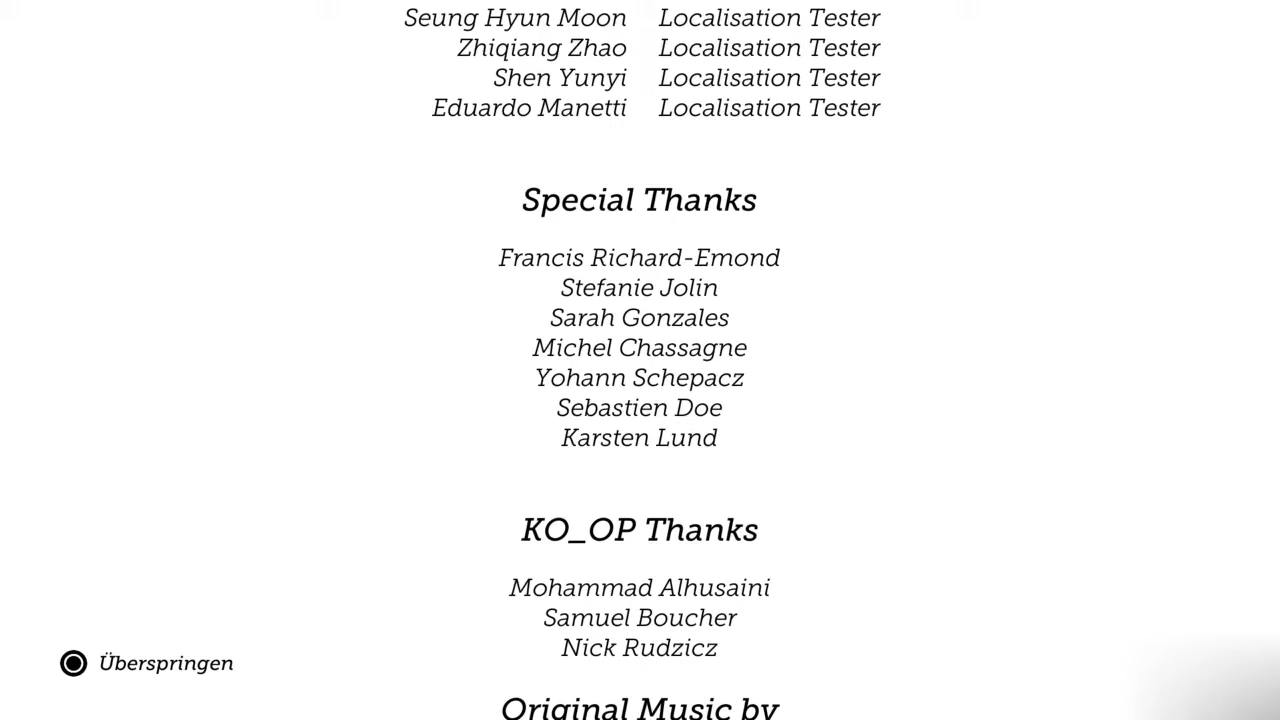 Seung Hyun Moon Localisation Tester
Zhiqiang Zhao Localisation Tester
Shen Yunyi Localisation Tester
Eduardo Manetti Localisation Tester
Special Thanks
Francis Richard-Emond
Stefanie Jolin
Sarah Gonzales
Michel Chassagne
Yohann Schepacz
Sebastien Doe
Karsten Lund
KO_OP Thanks
Mohammad Alhusaini
Samuel Boucher
Nick Rudzicz
Überspringen
Original Music by